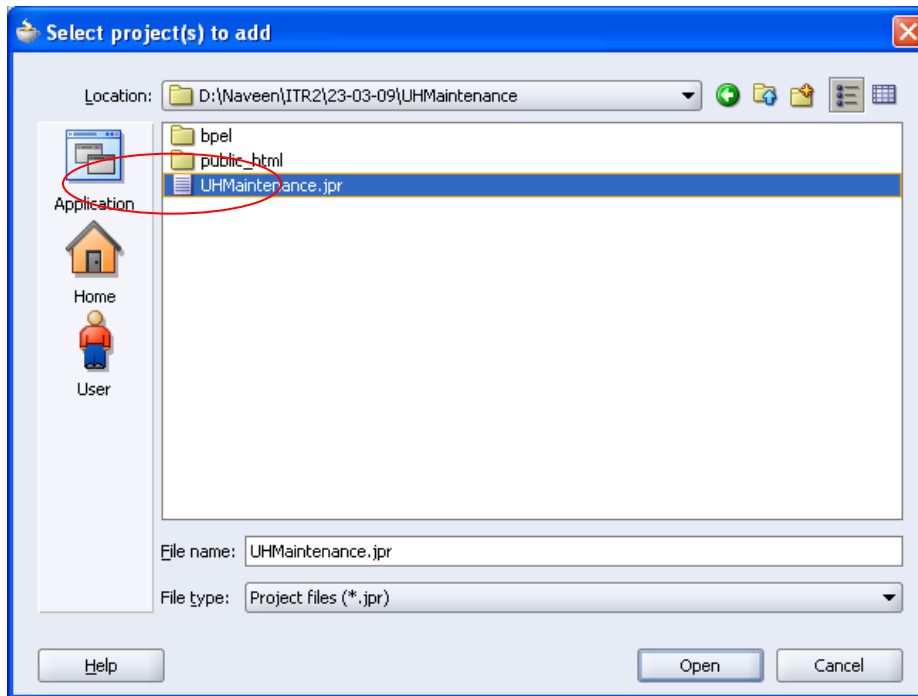 Select project(s) to add
Location: D:\Naveen\ITR2\23-03-09\UHMaintenance
bpel
public_html
UHMaintenance.jpr
Application
Home
User
File name: UHMaintenance.jpr
File type: Project files (*.jpr)
Help Open Cancel